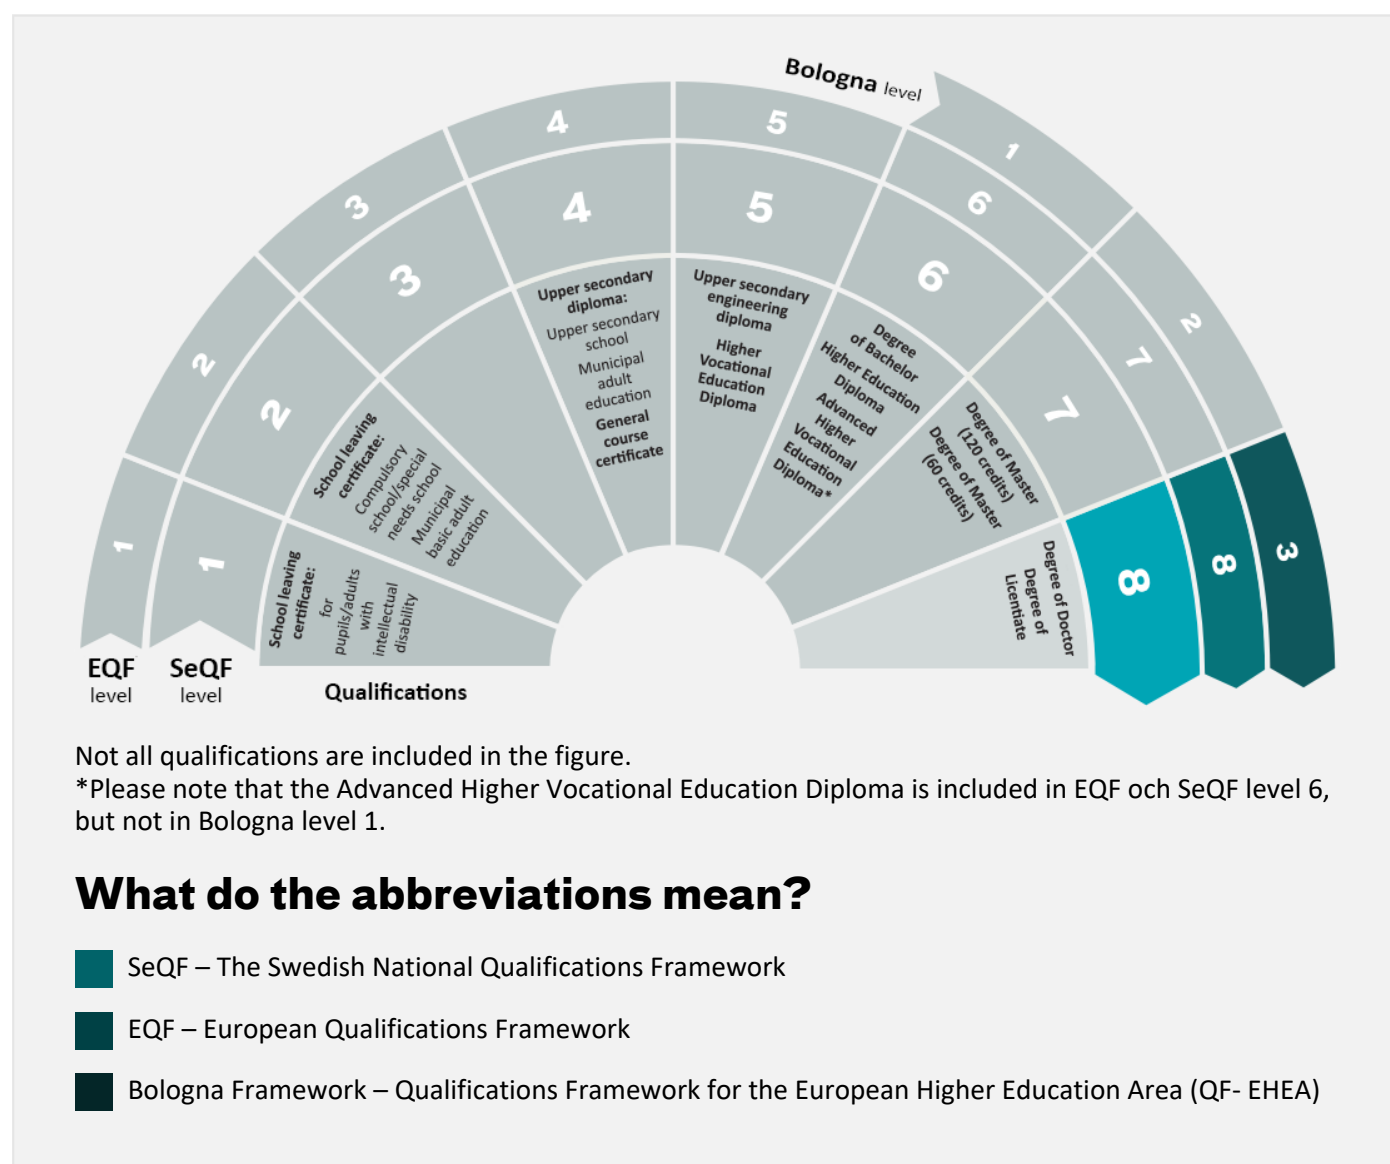 Bologna level
1
2
3
4
5
6
7
8
1
2
3
4
5
6
7
8
1
2
3
EQF
level
SeQF
level
Qualifications
School leaving
certificate:
for
pupils/adults
with
intellectual
disability
School leaving
certificate:
Compulsory
school/special
needs school
Municipal
basic adult
education
Upper secondary
diploma:
Upper secondary
school
Municipal
adult
education
General
course
certificate
Upper secondary
engineering
diploma
Higher
Vocational
Education
Diploma
Degree
of Bachelor
Higher Education
Diploma
Advanced
Higher
Vocational
Education
Diploma*
Degree of Master
(120 credits)
Degree of Master
(60 credits)
Degree of Doctor
Degree of
Licentiate
Not all qualifications are included in the figure.
*Please note that the Advanced Higher Vocational Education Diploma is included in EQF och SeQF level 6,
but not in Bologna level 1.
What do the abbreviations mean?
SeQF – The Swedish National Qualifications Framework
EQF – European Qualifications Framework
Bologna Framework – Qualifications Framework for the European Higher Education Area (QF- EHEA)